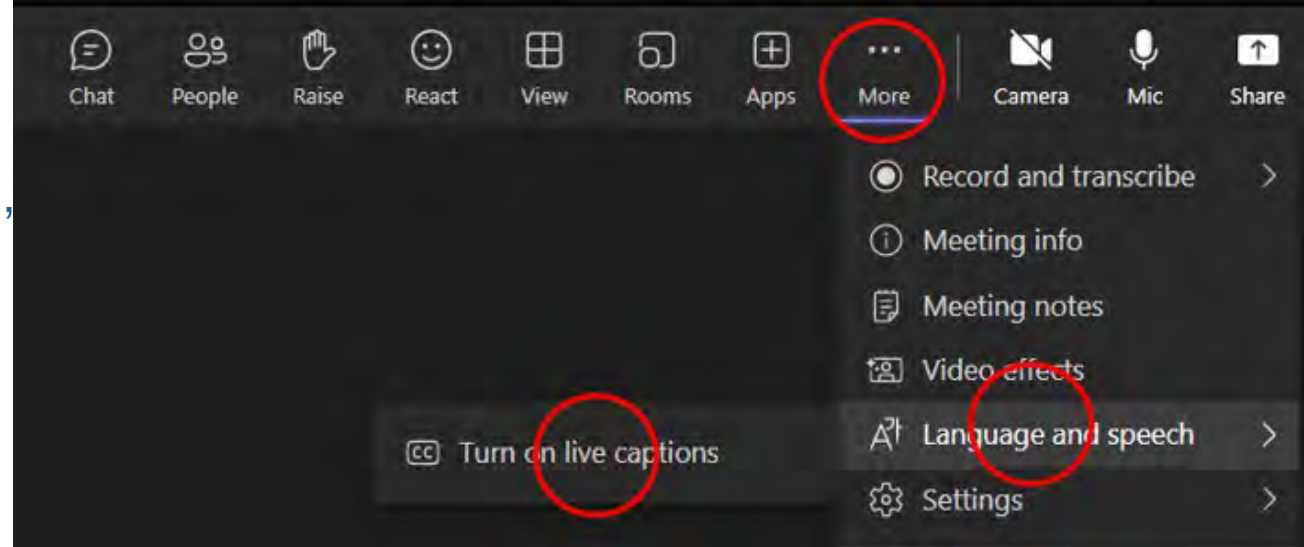 Chat People Raise React View Rooms Apps More Camera Mic Share
Record and transcribe
,
Meeting info
Meeting notes
Video effects
Language and speech
CC Turn on live captions
Settings